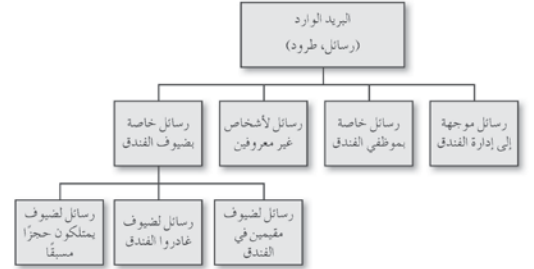 البريد الوارد
(رسائل، طرود)
رسائل موجهة
إلى إدارة الفندق
رسائل خاصة
بموظفي الفندق
رسائل لأشخاص
غير معروفين
رسائل خاصة
بضيوف الفندق
رسائل لضيوف
مقيمين في
الفندق
رسائل لضيوف
غادروا الفندق
رسائل لضيوف
يمتلكون حجزًا
مسبقًا